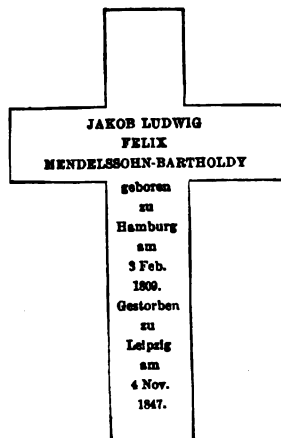 JAKOB LUDWIG
FELIX
MENDELSSOHN-BARTHOLDY
geboren
zu
Hamburg
am
3 Feb.
1809.
Gestorben
zu
Leipzig
am
4 Nov.
1847.